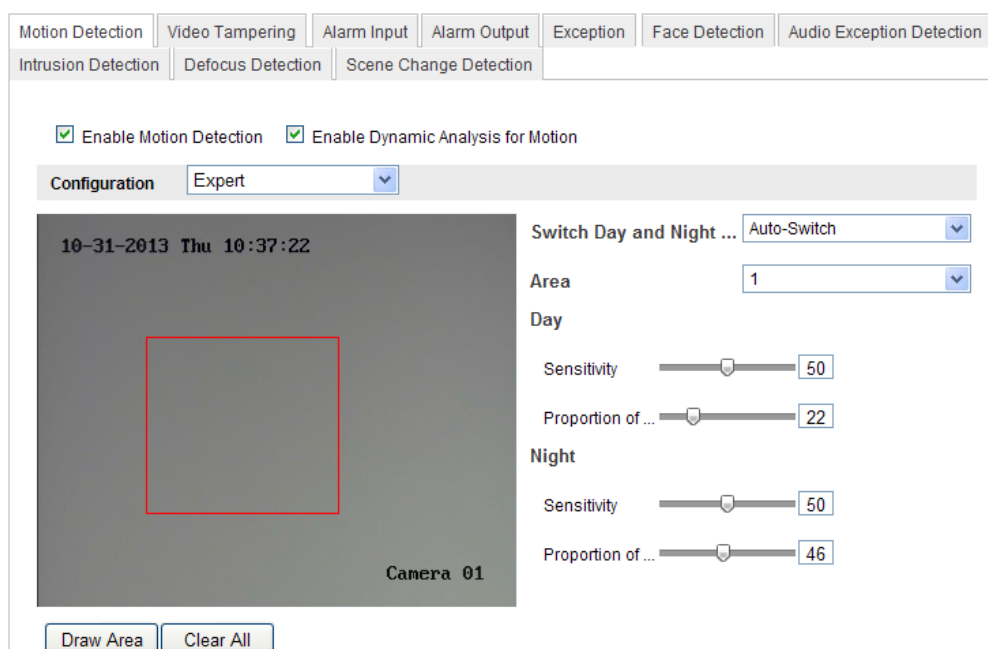 Motion Detection Video Tampering Alarm Input Alarm Output Exception Face Detection Audio Exception Detection
Intrusion Detection Defocus Detection Scene Change Detection
Enable Motion Detection Enable Dynamic Analysis for Motion
Configuration Expert
10-31-2013 Thu 10:37:22
Camera 01
Switch Day and Night ... Auto-Switch
Area 1
Day
Sensitivity 50
Proportion of ... 22
Night
Sensitivity 50
Proportion of ... 46
Draw Area Clear All